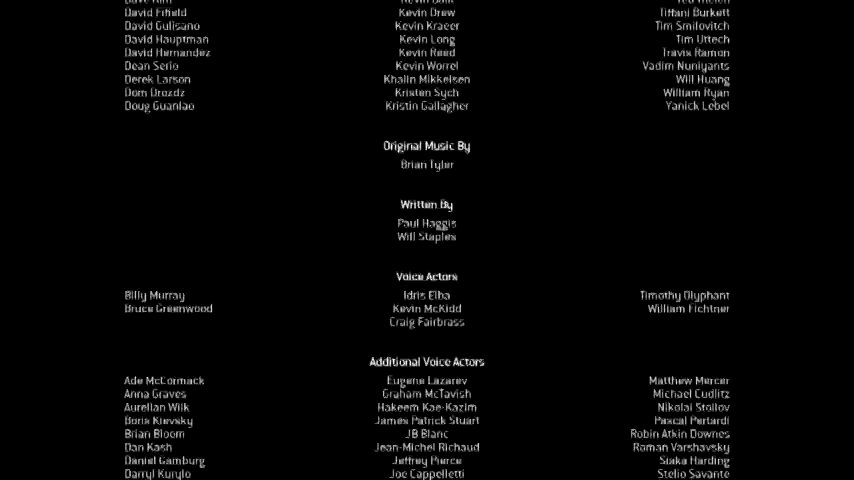 David Fifield Kevin Drew Tiffani Burkett
David Gulisano Kevin Kraeer Tim Smilovitch
David Hauptman Kevin Long Tim Uttech
David Hernandez Kevin Reed Travis Ramon
Dean Serio Kevin Worrel Vadim Nuniyants
Derek Larson Khalin Mikkelsen Will Huang
Dom Drozdz Kristen Sych William Ryan
Doug Guanlao Kristin Gallagher Yanick Lebel
Original Music By
Brian Tyler
Written By
Paul Haggis
Will Staples
Voice Actors
Billy Murray Idris Elba Timothy Olyphant
Bruce Greenwood Kevin McKidd William Fichtner
Craig Fairbrass
Additional Voice Actors
Ade McCormack Eugene Lazarev Matthew Mercer
Anna Graves Graham McTavish Michael Cudlitz
Aurelian Wilk Hakeem Kae-Kazim Nikolai Stoilov
Boris Kievsky James Patrick Stuart Pascal Petardi
Brian Bloom JB Blanc Robin Atkin Downes
Dan Kash Jean-Michel Richaud Roman Varshavsky
Daniel Gamburg Jeffrey Pierce Siaka Harding
Darryl Kurylo Joe Cappelletti Stelio Savante